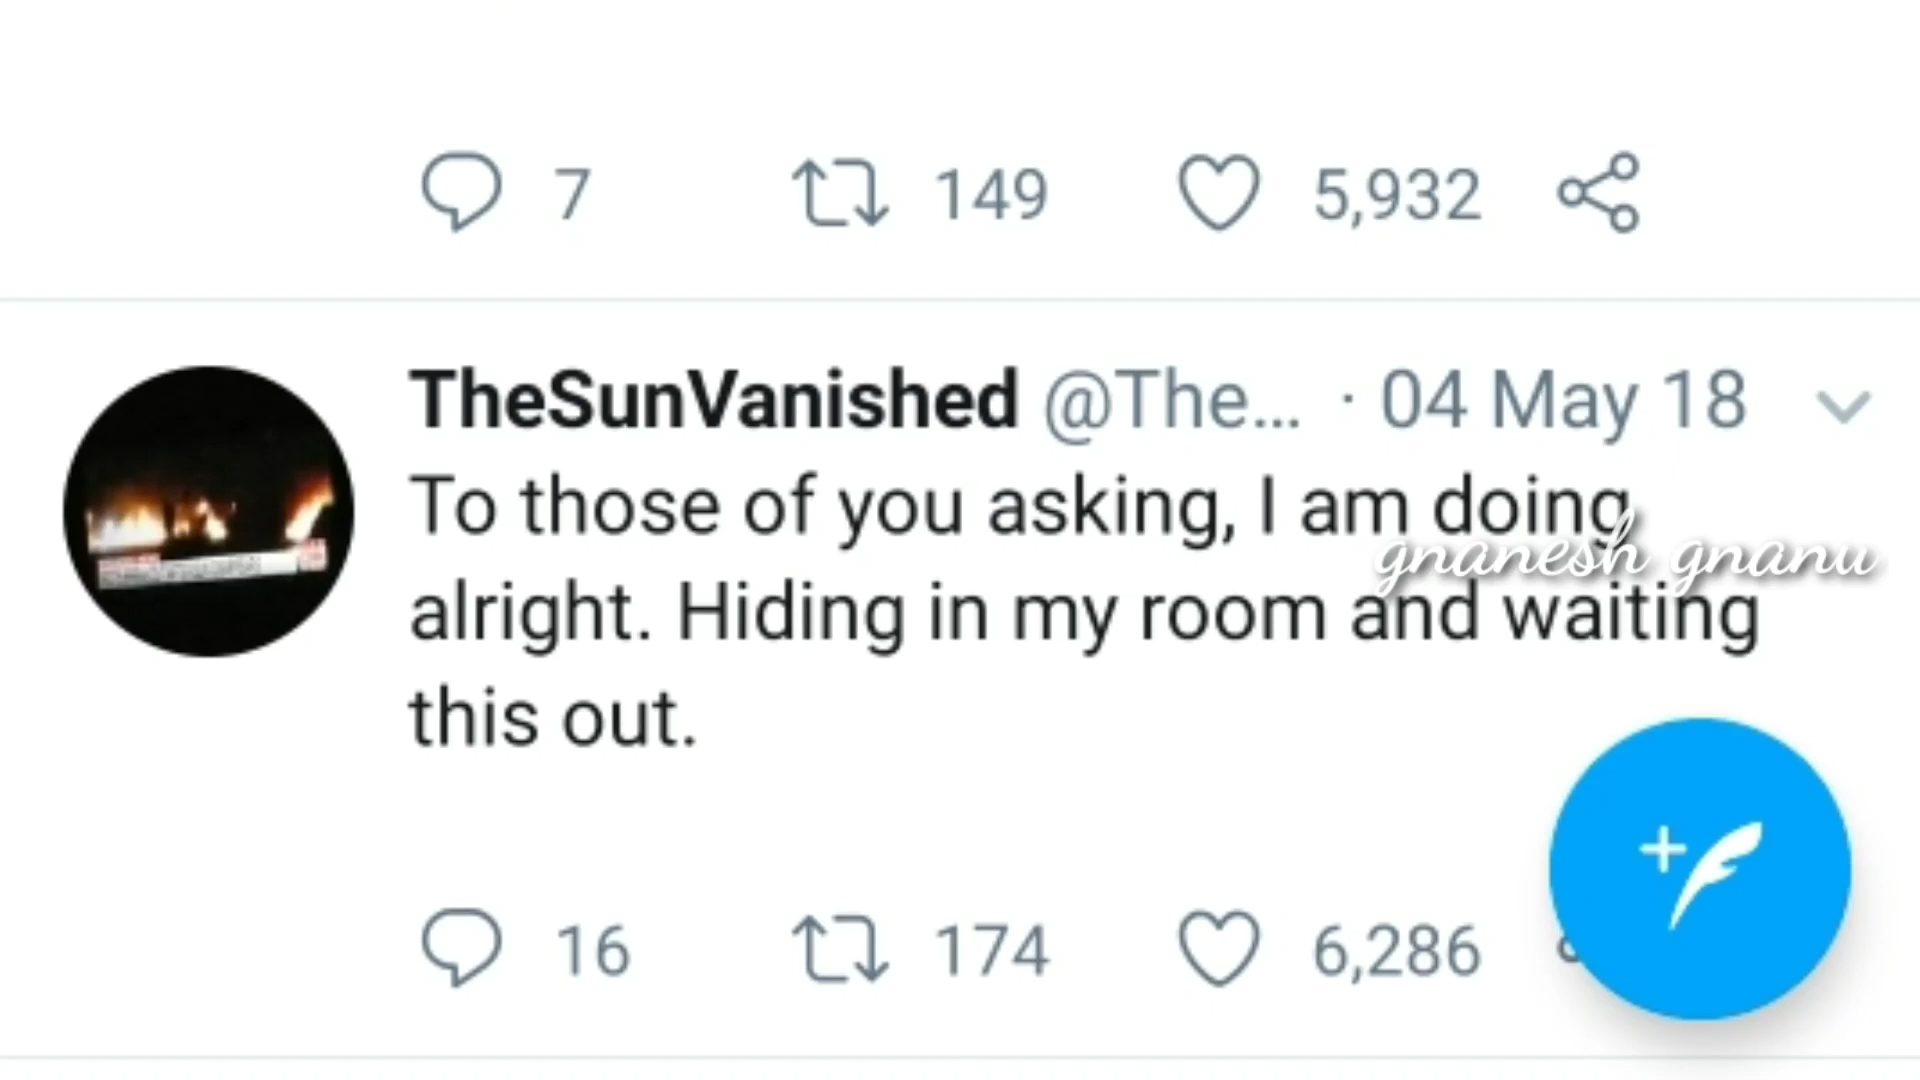 7 149 5,932
TheSunVanished @The... · 04 May 18
To those of you asking, I am doing
gnanesh gnanu
alright. Hiding in my room and waiting
this out.
16 174 6,286